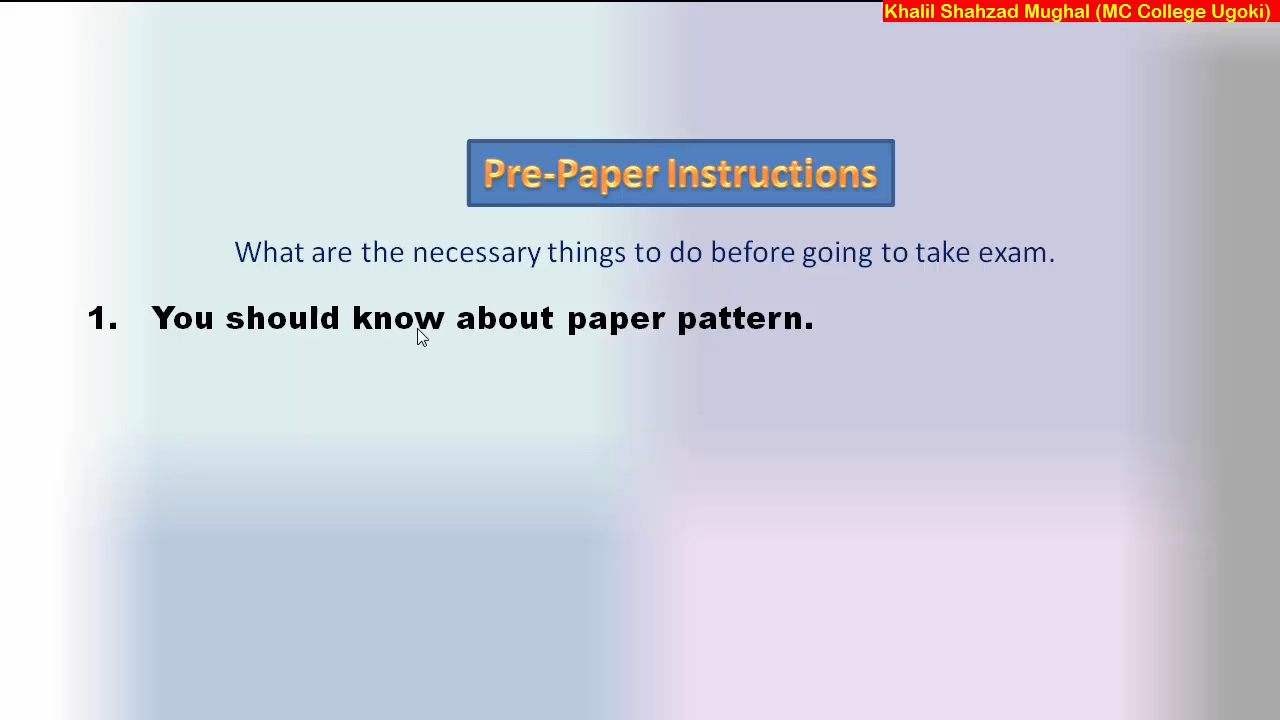 Khalil Shahzad Mughal (MC College Ugoki)
Pre-Paper Instructions
What are the necessary things to do before going to take exam.
1. You should know about paper pattern.